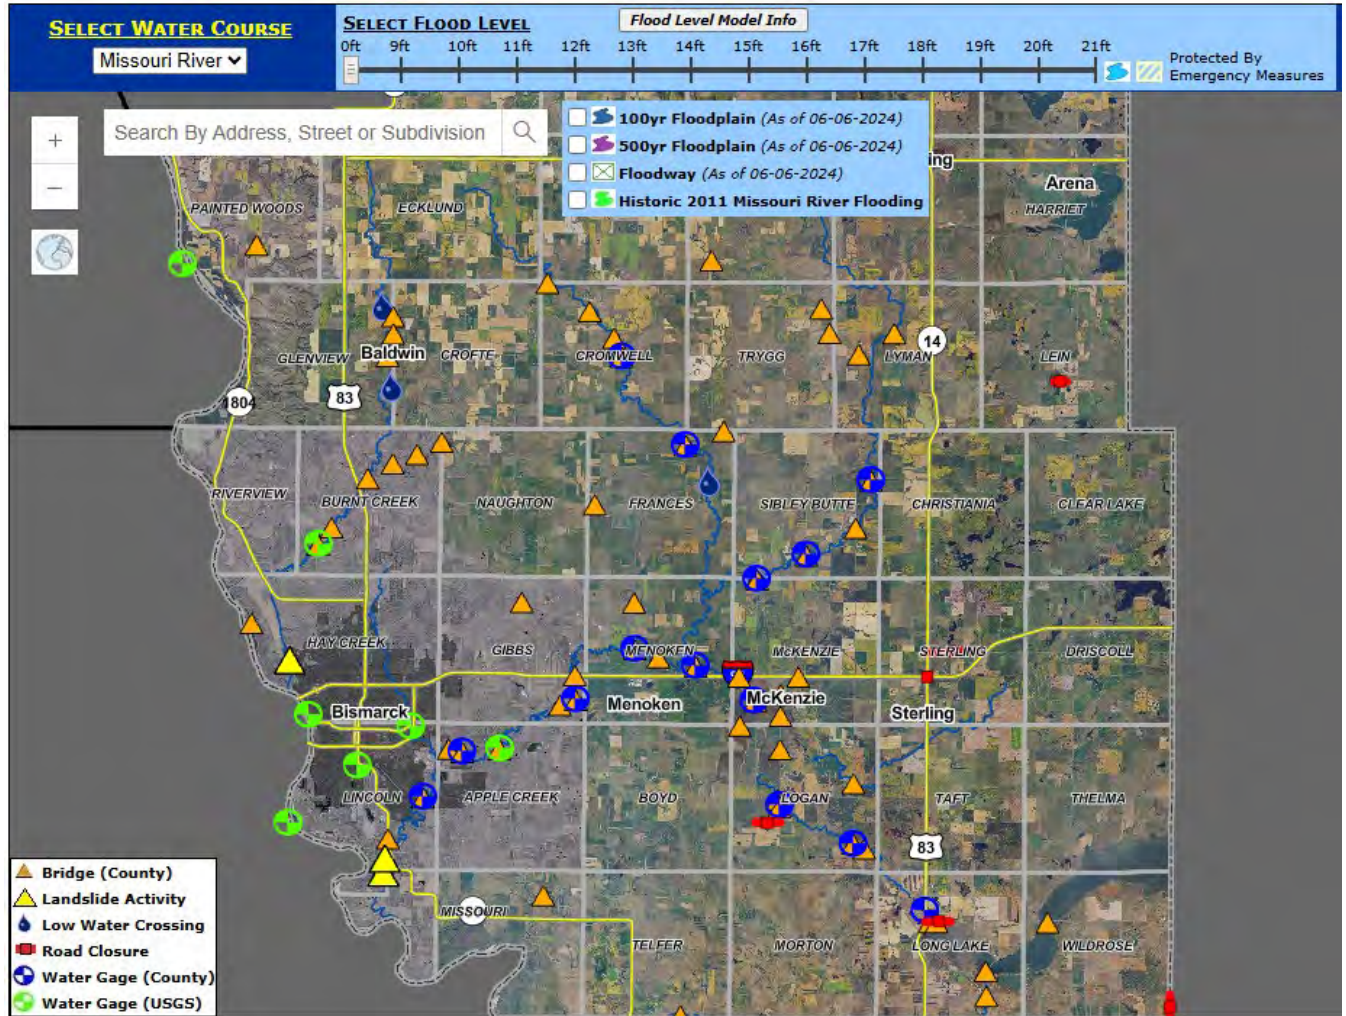 SELECT WATER COURSE
Missouri River
SELECT FLOOD LEVEL
Flood Level Model Info
0ft 9ft 10ft 11ft 12ft 13ft 14ft 15ft 16ft 17ft 18ft 19ft 20ft 21ft
Protected By
Emergency Measures
+
−
Search By Address, Street or Subdivision
100yr Floodplain (As of 06-06-2024)
500yr Floodplain (As of 06-06-2024)
Floodway (As of 06-06-2024)
Historic 2011 Missouri River Flooding
ing
Arena
PAINTED WOODS
ECKLUND
HARRIET
GLENVIEW
Baldwin
CROFTE
CROMWELL
TRYGG
LYMAN
14
LEIN
1804
83
RIVERVIEW
BURNT CREEK
NAUGHTON
FRANCES
SIBLEY BUTTE
CHRISTIANIA
CLEAR LAKE
HAY CREEK
GIBBS
MENOKEN
McKENZIE
STERLING
DRISCOLL
Bismarck
Menoken
McKenzie
Sterling
LINCOLN
APPLE CREEK
BOYD
LOGAN
TAFT
THELMA
83
MISSOURI
TELFER
MORTON
LONG LAKE
WILDROSE
Bridge (County)
Landslide Activity
Low Water Crossing
Road Closure
Water Gage (County)
Water Gage (USGS)